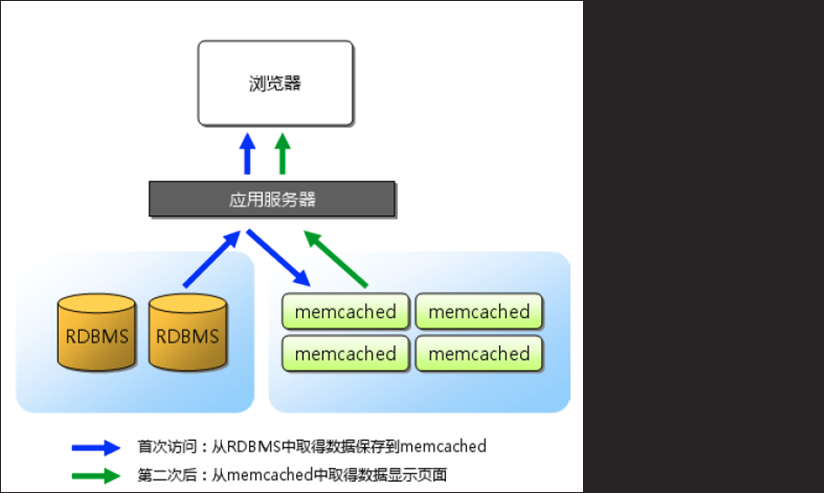 浏览器
应用服务器
RDBMS RDBMS
memcached memcached
memcached memcached
首次访问：从RDBMS中取得数据保存到memcached
第二次后：从memcached中取得数据显示页面